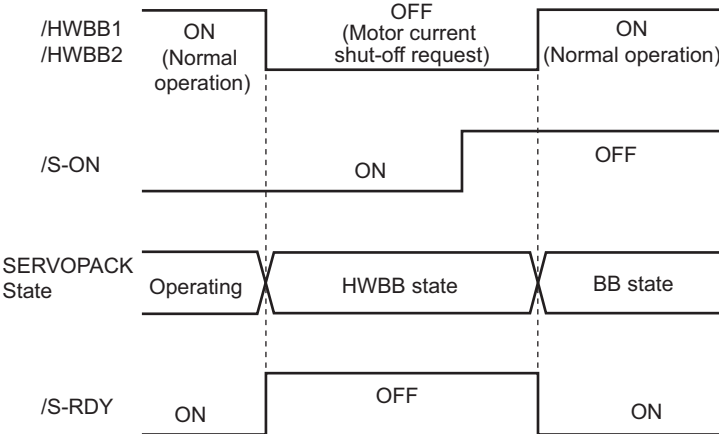 /HWBB1
/HWBB2
ON
(Normal
operation)
OFF
(Motor current
shut-off request)
ON
(Normal operation)
/S-ON
ON
OFF
SERVOPACK
State
Operating
HWBB state
BB state
/S-RDY
ON
OFF
ON